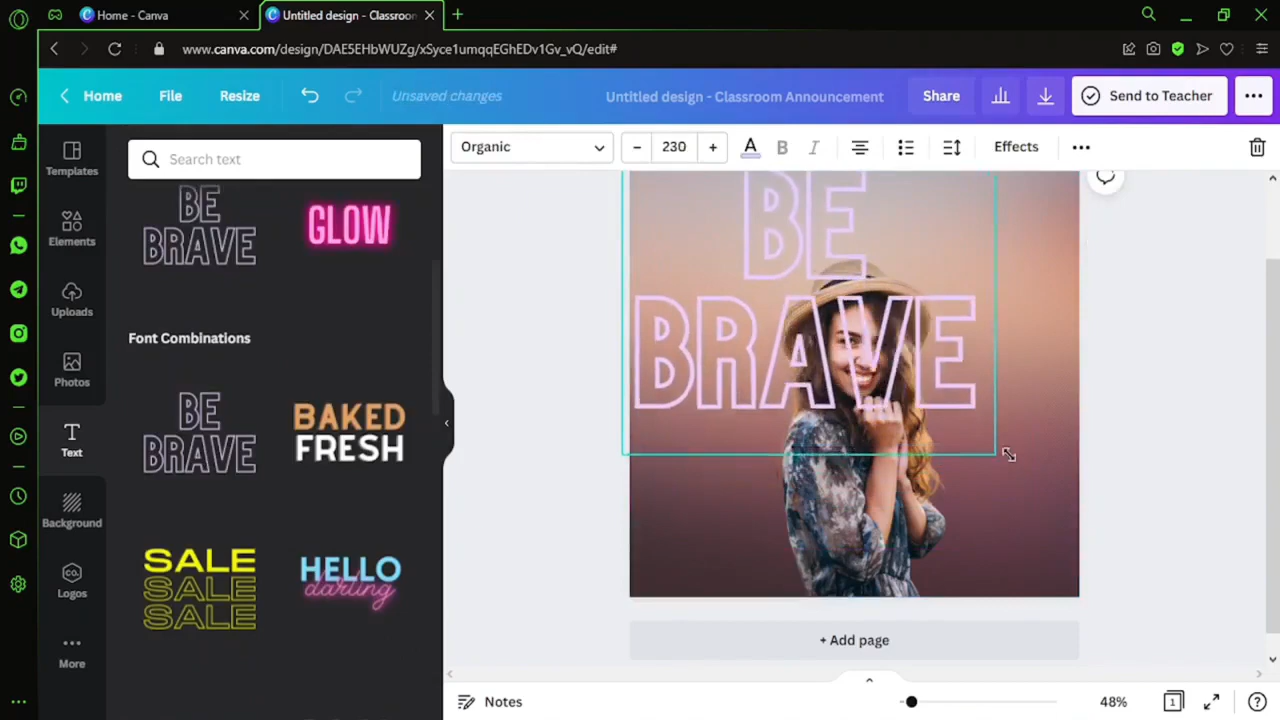 Home - Canva
Untitled design - Classroom
www.canva.com/design/DAE5EHbWUZg/xSyce1umqqEGhEDv1Gv_vQ/edit#
Home
File
Resize
Unsaved changes
Untitled design - Classroom Announcement
Share
Send to Teacher
Organic
230
A
B
I
Effects
Templates
Elements
Uploads
Photos
Text
Background
Logos
More
Search text
BE
BRAVE
GLOW
Font Combinations
BE
BRAVE
BAKED
FRESH
SALE
SALE
SALE
HELLO
darling
BE
BRAVE
+ Add page
Notes
48%
1